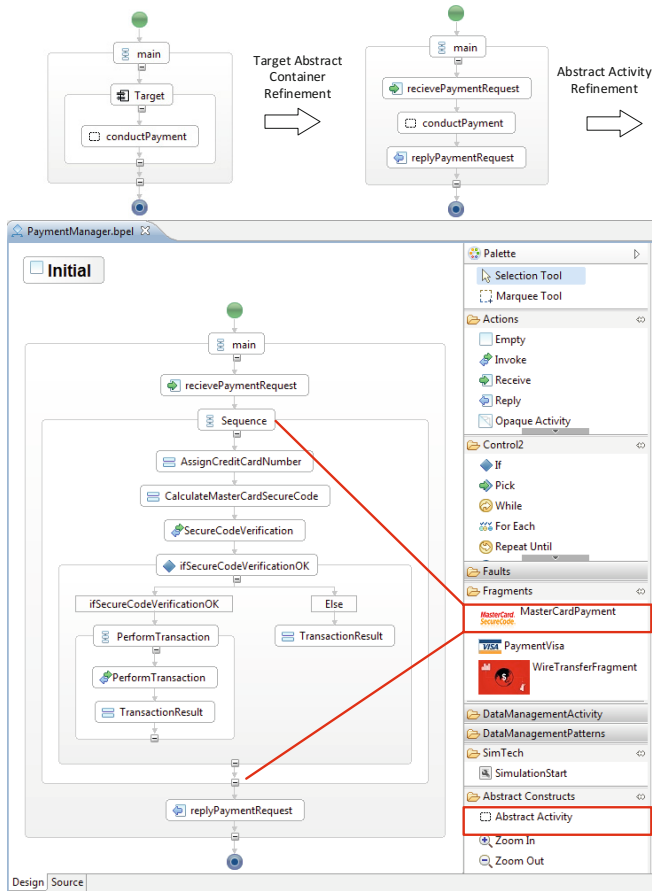 main
Target
conductPayment
Target Abstract
Container
Refinement
main
recievePaymentRequest
conductPayment
replyPaymentRequest
Abstract Activity
Refinement
PaymentManager.bpel
Initial
main
recievePaymentRequest
Sequence
AssignCreditCardNumber
CalculateMasterCardSecureCode
SecureCodeVerification
ifSecureCodeVerificationOK
ifSecureCodeVerificationOK
Else
PerformTransaction
TransactionResult
PerformTransaction
TransactionResult
replyPaymentRequest
Palette
Selection Tool
Marquee Tool
Actions
Empty
Invoke
Receive
Reply
Opaque Activity
Control2
If
Pick
While
For Each
Repeat Until
Faults
Fragments
MasterCard.
SecureCode.
MasterCardPayment
VISA
PaymentVisa
WireTransferFragment
DataManagementActivity
DataManagementPatterns
SimTech
SimulationStart
Abstract Constructs
Abstract Activity
Zoom In
Zoom Out
Design
Source